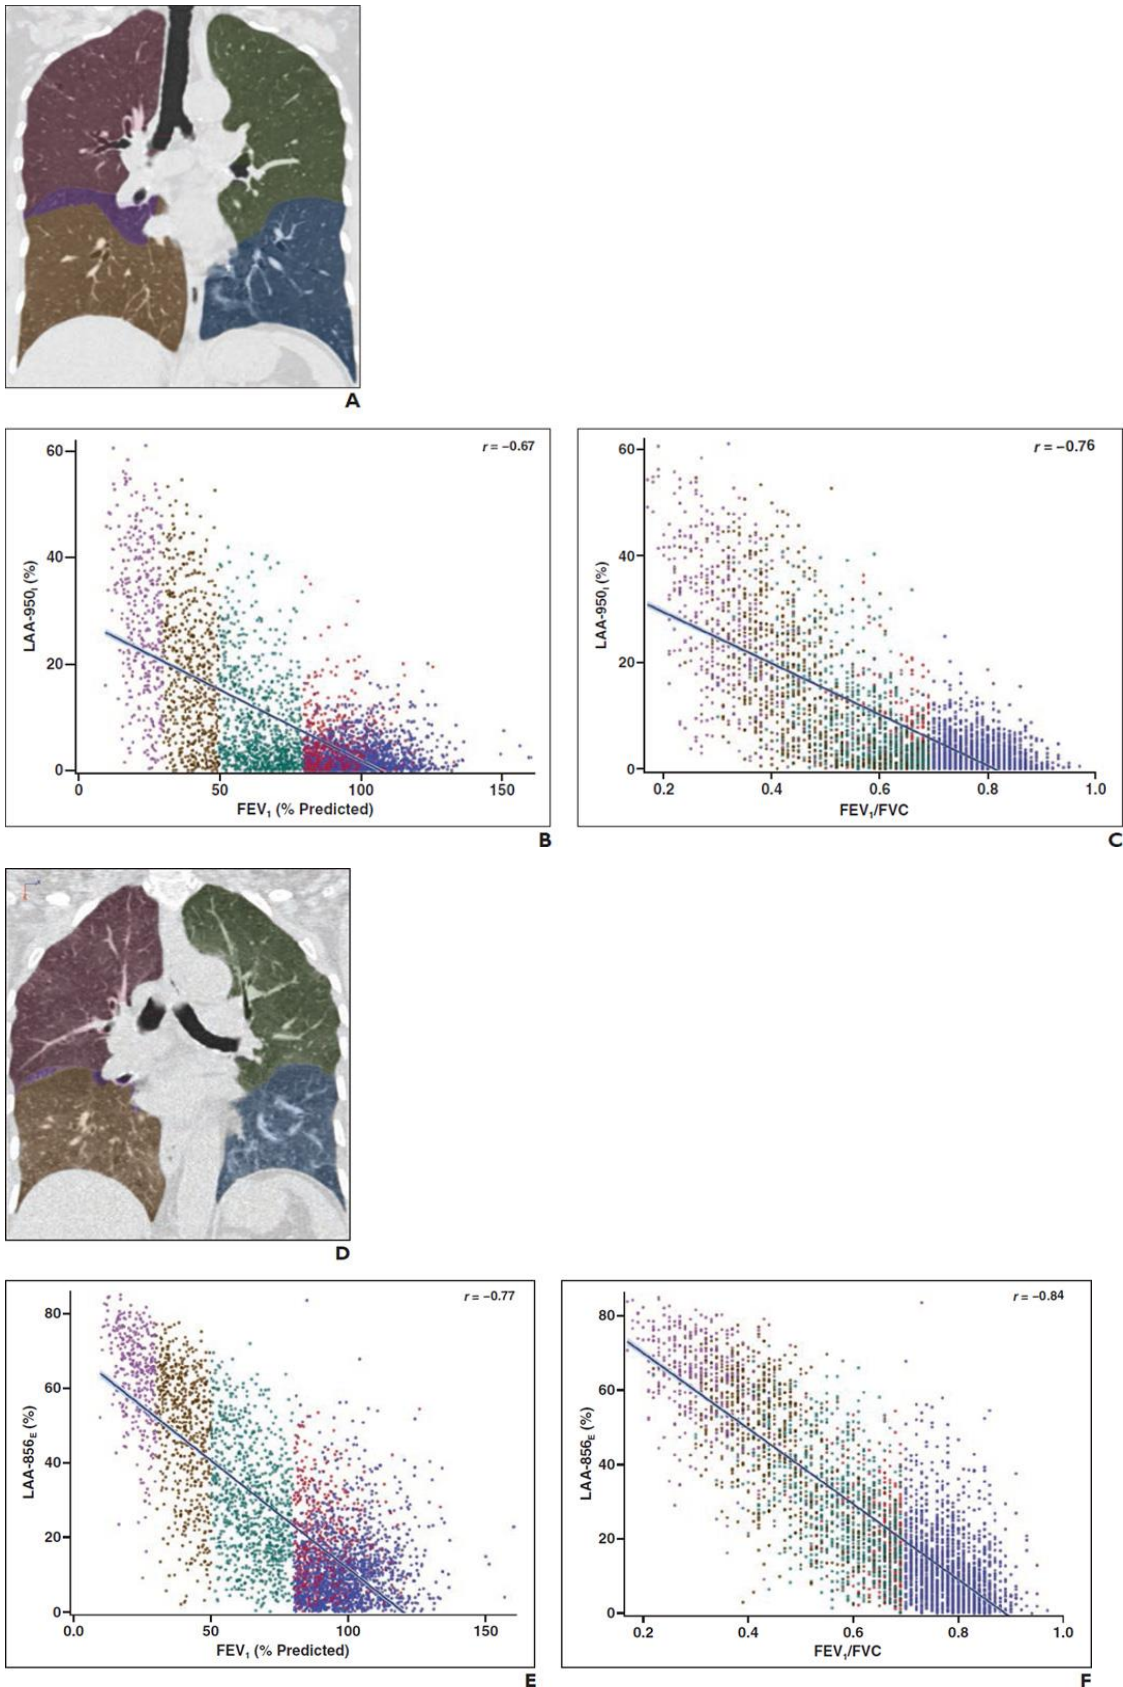 A
r = −0.67
60
40
20
0
LAA-950I (%)
0 50 100 150
FEV1 (% Predicted)
B
r = −0.76
60
40
20
0
LAA-950I (%)
0.2 0.4 0.6 0.8 1.0
FEV1/FVC
C
D
r = −0.77
80
60
40
20
0
LAA-856E (%)
0.0 50 100 150
FEV1 (% Predicted)
E
r = −0.84
80
60
40
20
0
LAA-856E (%)
0.2 0.4 0.6 0.8 1.0
FEV1/FVC
F